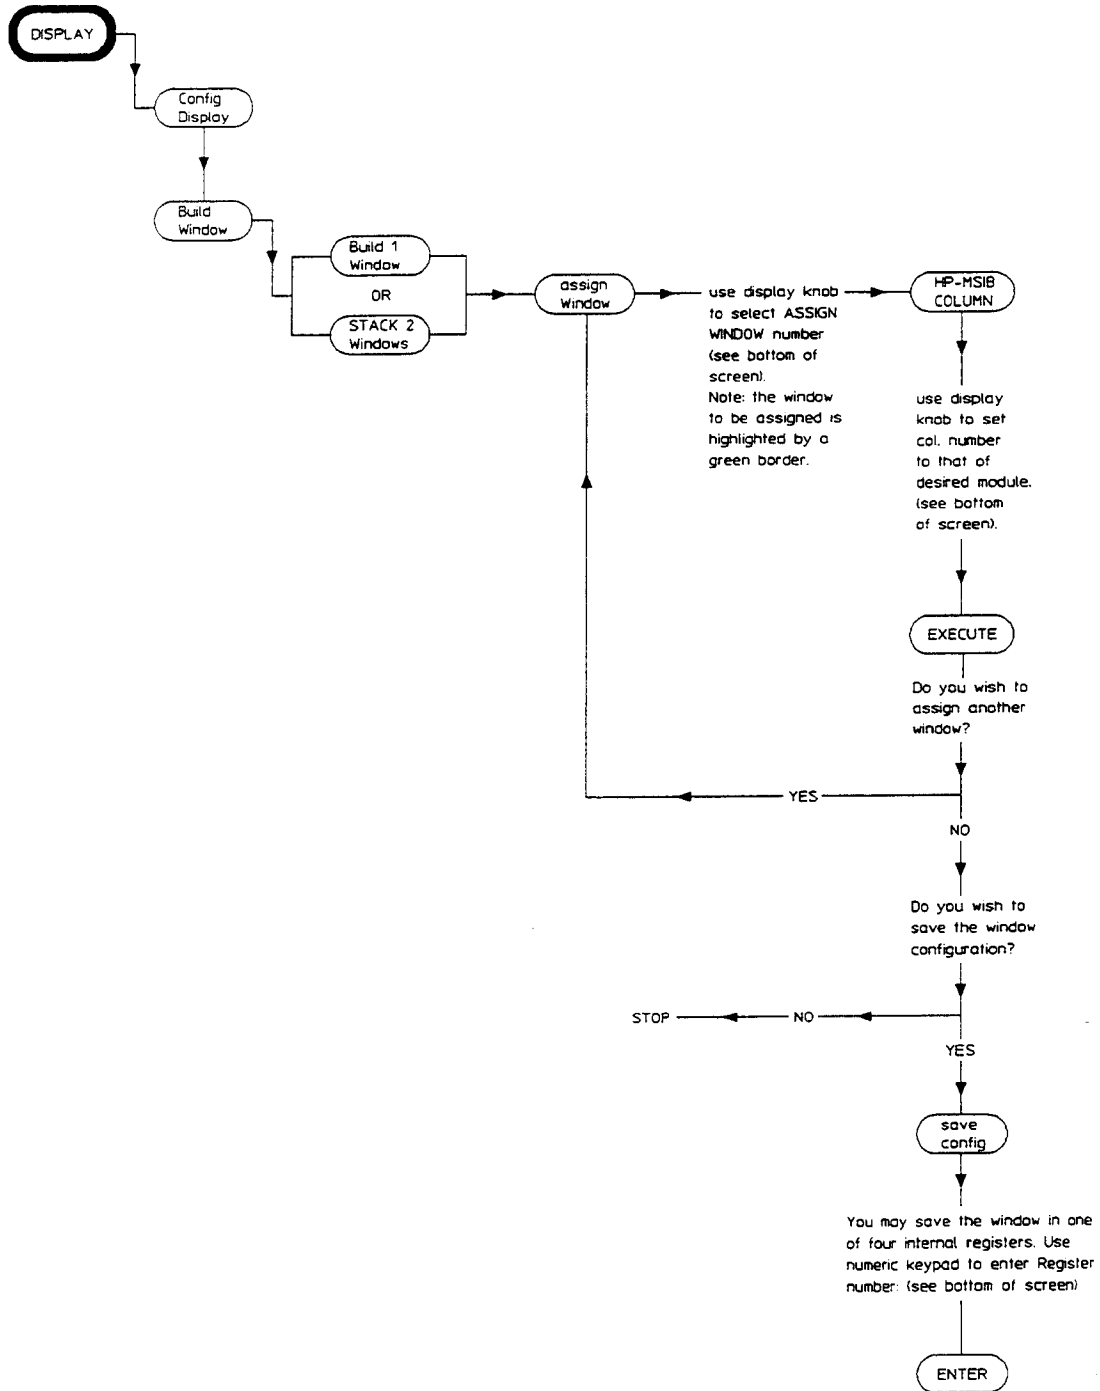 DISPLAY
Config
Display
Build
Window
Build 1
Window
OR
STACK 2
Windows
assign
Window
use display knob
to select ASSIGN
WINDOW number
(see bottom of
screen).
Note: the window
to be assigned is
highlighted by a
green border.
HP-MSIB
COLUMN
use display
knob to set
col. number
to that of
desired module.
(see bottom
of screen).
EXECUTE
Do you wish to
assign another
window?
YES
NO
Do you wish to
save the window
configuration?
STOP
NO
YES
save
config
You may save the window in one
of four internal registers. Use
numeric keypad to enter Register
number: (see bottom of screen)
ENTER